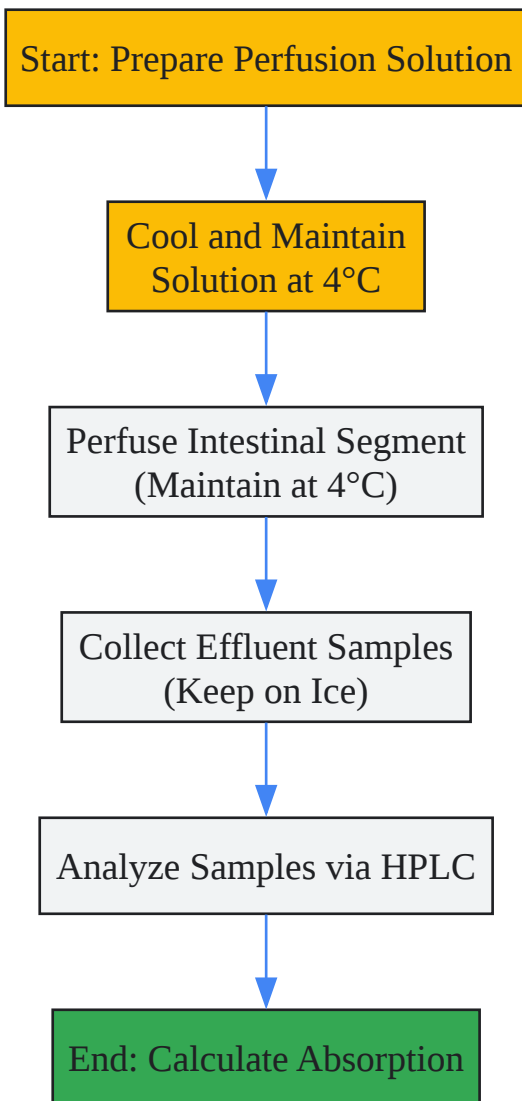 Start: Prepare Perfusion Solution
Cool and Maintain
Solution at 4°C
Perfuse Intestinal Segment
(Maintain at 4°C)
Collect Effluent Samples
(Keep on Ice)
Analyze Samples via HPLC
End: Calculate Absorption